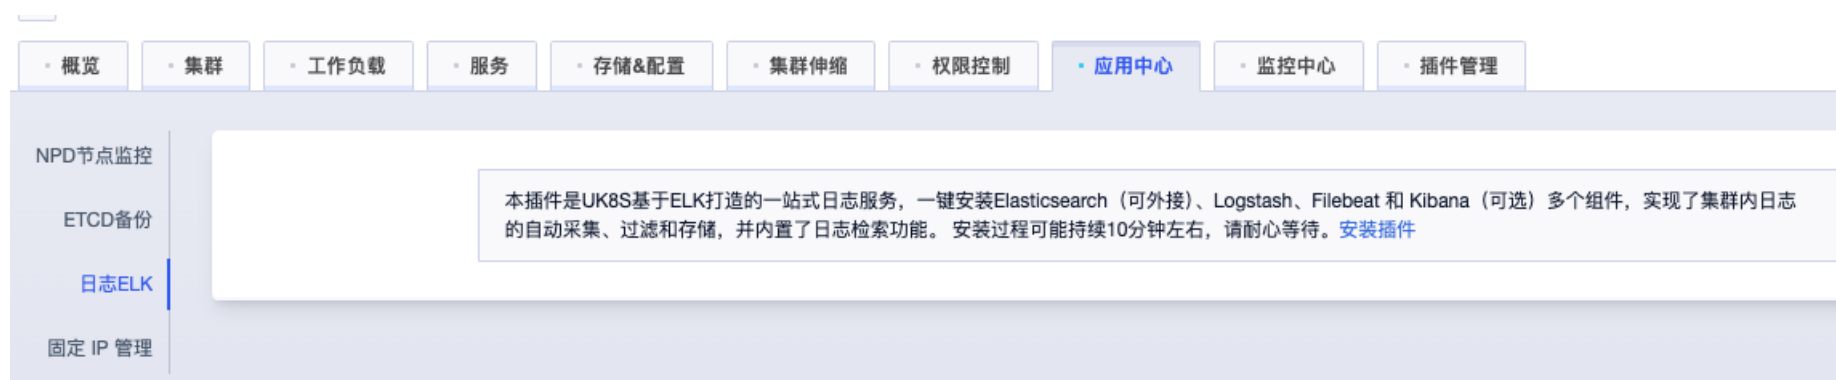 概览 集群 工作负载 服务 存储&配置 集群伸缩 权限控制 应用中心 监控中心 插件管理
NPD节点监控
ETCD备份
日志ELK
固定 IP 管理
本插件是UK8S基于ELK打造的一站式日志服务，一键安装Elasticsearch（可外接）、Logstash、Filebeat 和 Kibana（可选）多个组件，实现了集群内日志
的自动采集、过滤和存储，并内置了日志检索功能。 安装过程可能持续10分钟左右，请耐心等待。安装插件